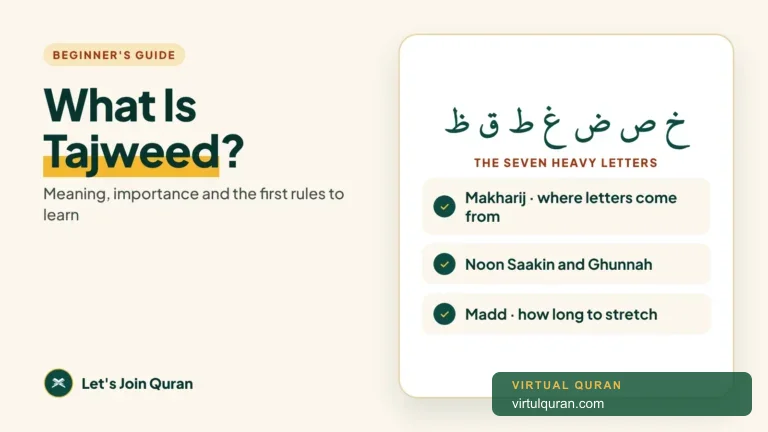 BEGINNER'S GUIDE
What Is
Tajweed?
Meaning, importance and the first rules to
learn
خ ص ض غ ط ق ظ
THE SEVEN HEAVY LETTERS
Makharij · where letters come
from
Noon Saakin and Ghunnah
Madd · how long to stretch
Let's Join Quran
VIRTUAL QURAN
virtulquran.com